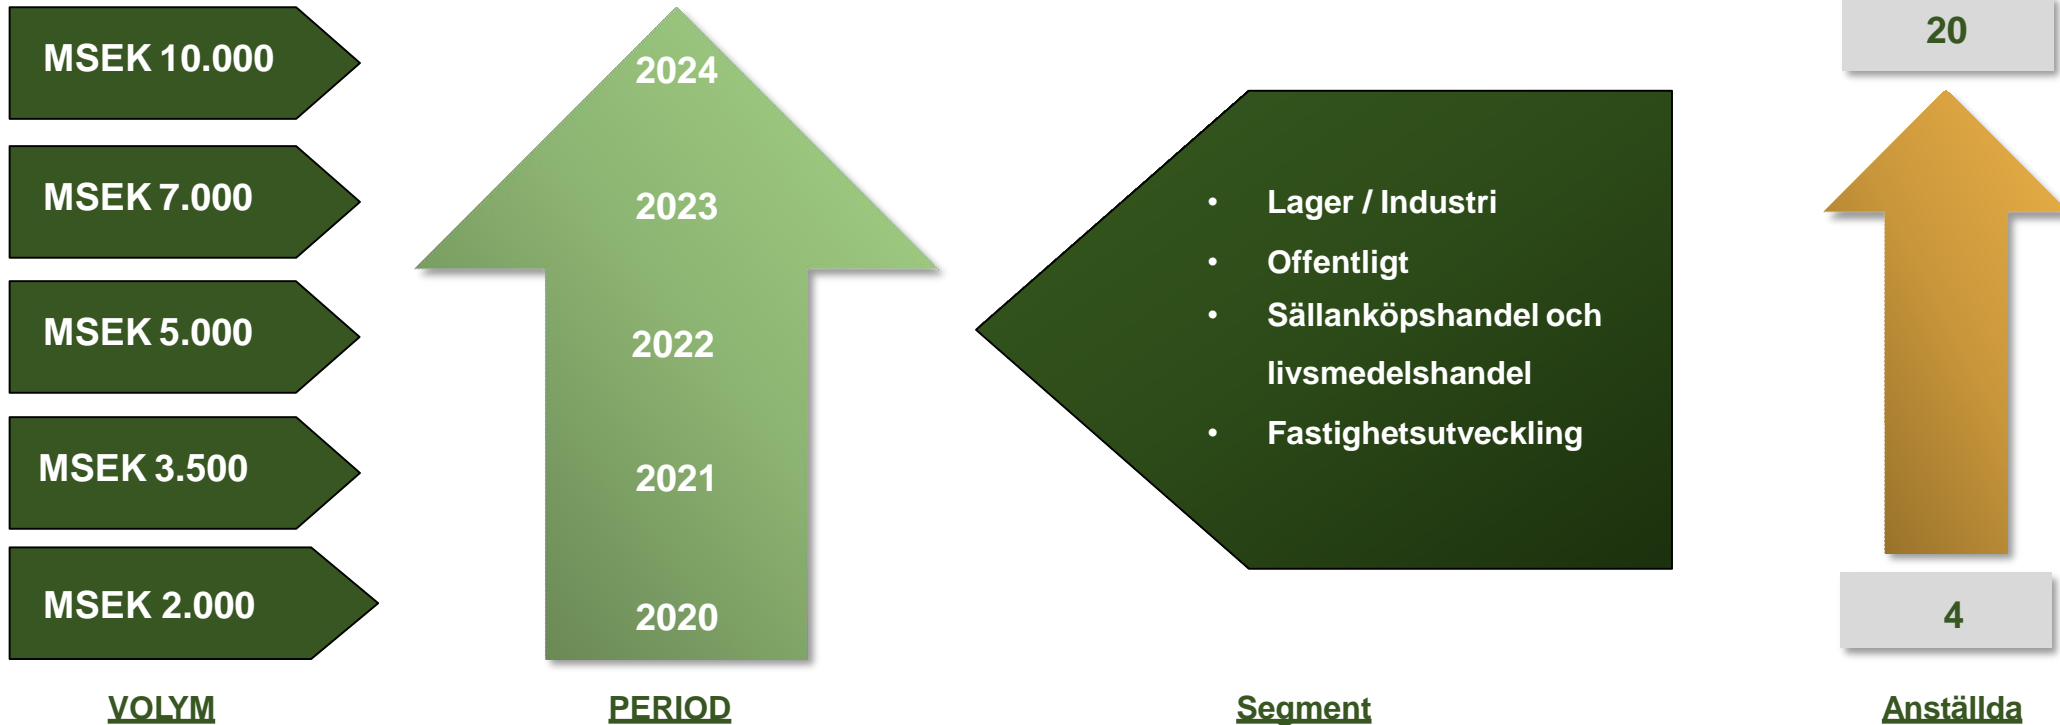 MSEK 10.000
MSEK 7.000
MSEK 5.000
MSEK 3.500
MSEK 2.000
VOLYM
2024
2023
2022
2021
2020
PERIOD
• Lager / Industri
• Offentligt
• Sällanköpshandel och
livsmedelshandel
• Fastighetsutveckling
Segment
20
4
Anställda